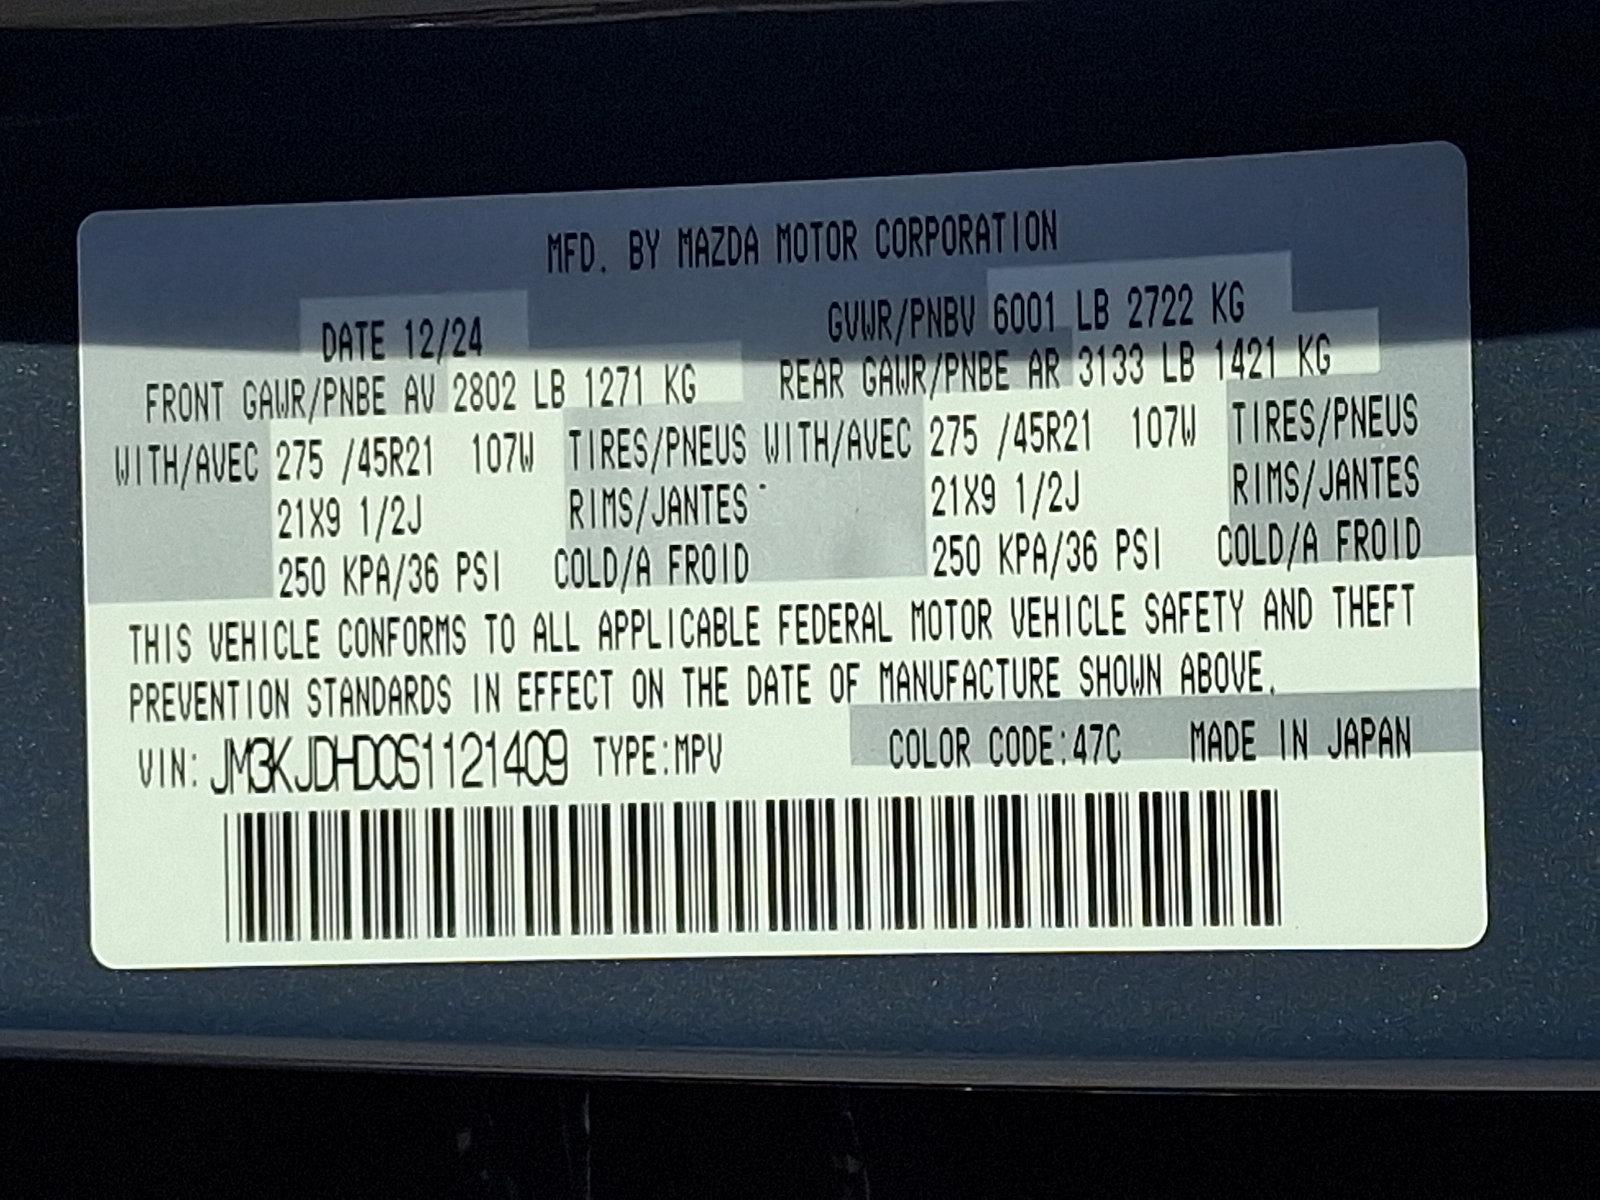 MFD. BY MAZDA MOTOR CORPORATION
DATE 12/24 GVWR/PNBV 6001 LB 2722 KG
FRONT GAWR/PNBE AV 2802 LB 1271 KG REAR GAWR/PNBE AR 3133 LB 1421 KG
WITH/AVEC 275 /45R21 107W TIRES/PNEUS WITH/AVEC 275 /45R21 107W TIRES/PNEUS
21X9 1/2J RIMS/JANTES 21X9 1/2J RIMS/JANTES
250 KPA/36 PSI COLD/A FROID 250 KPA/36 PSI COLD/A FROID
THIS VEHICLE CONFORMS TO ALL APPLICABLE FEDERAL MOTOR VEHICLE SAFETY AND THEFT
PREVENTION STANDARDS IN EFFECT ON THE DATE OF MANUFACTURE SHOWN ABOVE.
VIN: JM3KJDHD0S1121409 TYPE:MPV COLOR CODE:47C MADE IN JAPAN